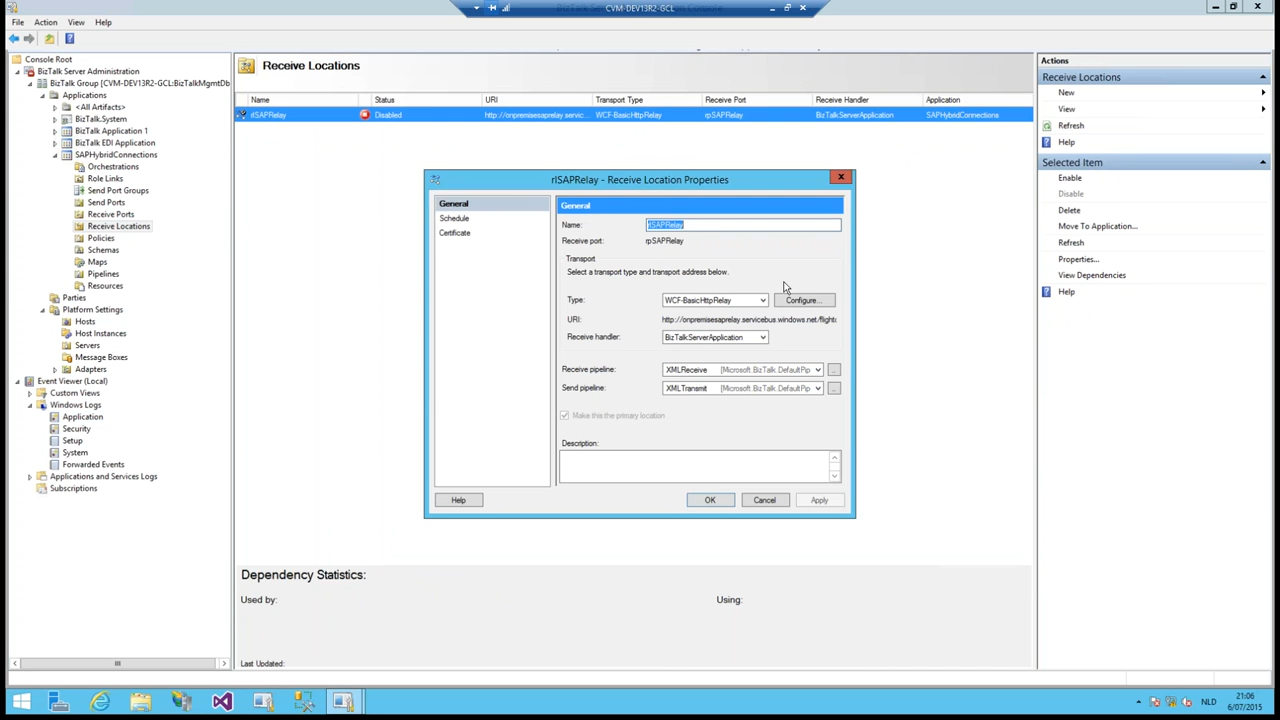 CVM-DEV13R2-GCL
File Action View Help
Console Root
BizTalk Server Administration
BizTalk Group [CVM-DEV13R2-GCL:BizTalkMgmtDb
Applications
<All Artifacts>
BizTalk.System
BizTalk Application 1
BizTalk EDI Application
SAPHybridConnections
Orchestrations
Role Links
Send Port Groups
Send Ports
Receive Ports
Receive Locations
Policies
Schemas
Maps
Pipelines
Resources
Parties
Platform Settings
Hosts
Host Instances
Servers
Message Boxes
Adapters
Event Viewer (Local)
Custom Views
Windows Logs
Application
Security
Setup
System
Forwarded Events
Applications and Services Logs
Subscriptions
Receive Locations
Name Status URI Transport Type Receive Port Receive Handler Application
rlSAPRelay Disabled http://onpremisesaprelay.servic... WCF-BasicHttpRelay rpSAPRelay BizTalkServerApplication SAPHybridConnections
rlSAPRelay - Receive Location Properties
General
Schedule
Certificate
General
Name: rlSAPRelay
Receive port: rpSAPRelay
Transport
Select a transport type and transport address below.
Type: WCF-BasicHttpRelay Configure...
URI: http://onpremisesaprelay.servicebus.windows.net/flight
Receive handler: BizTalkServerApplication
Receive pipeline: XMLReceive [Microsoft.BizTalk.DefaultPip ...
Send pipeline: XMLTransmit [Microsoft.BizTalk.DefaultPip ...
Make this the primary location
Description:
Help OK Cancel Apply
Dependency Statistics:
Used by: Using:
Last Updated:
Actions
Receive Locations
New
View
Refresh
Help
Selected Item
Enable
Disable
Delete
Move To Application...
Refresh
Properties...
View Dependencies
Help
NLD
21:06
6/07/2015